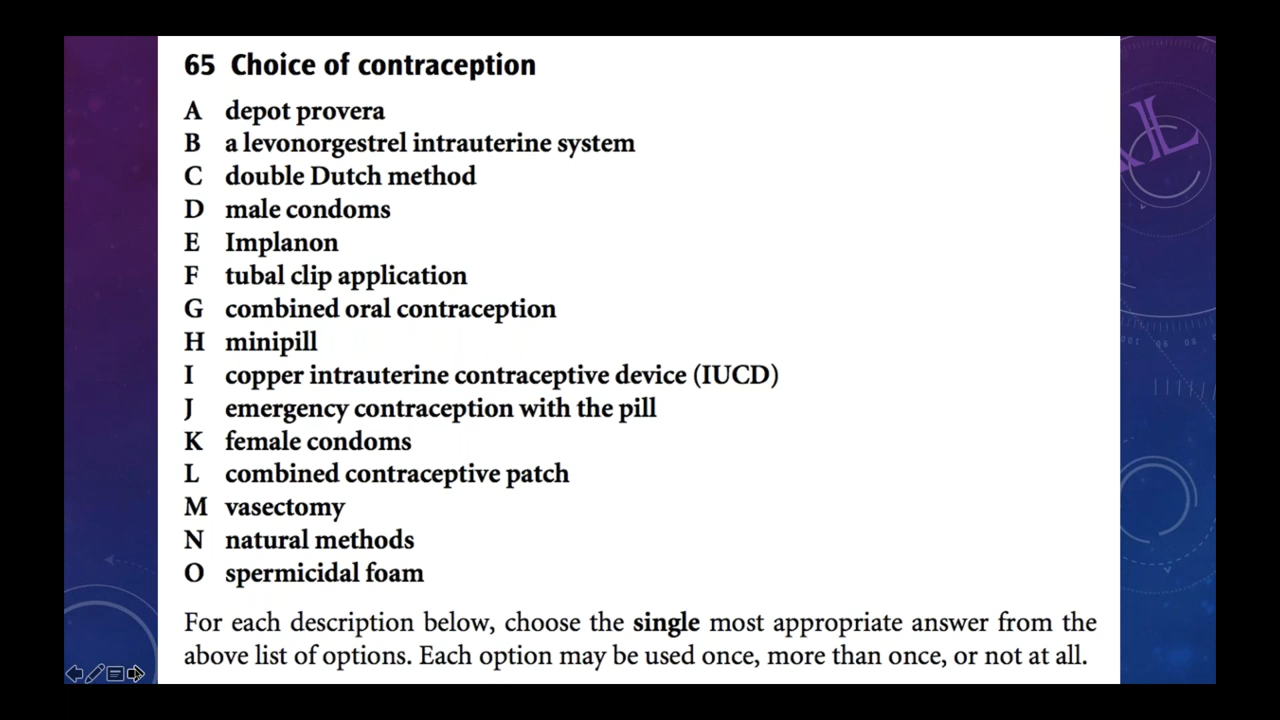 65 Choice of contraception
A depot provera
B a levonorgestrel intrauterine system
C double Dutch method
D male condoms
E Implanon
F tubal clip application
G combined oral contraception
H minipill
I copper intrauterine contraceptive device (IUCD)
J emergency contraception with the pill
K female condoms
L combined contraceptive patch
M vasectomy
N natural methods
O spermicidal foam
For each description below, choose the single most appropriate answer from the
above list of options. Each option may be used once, more than once, or not at all.